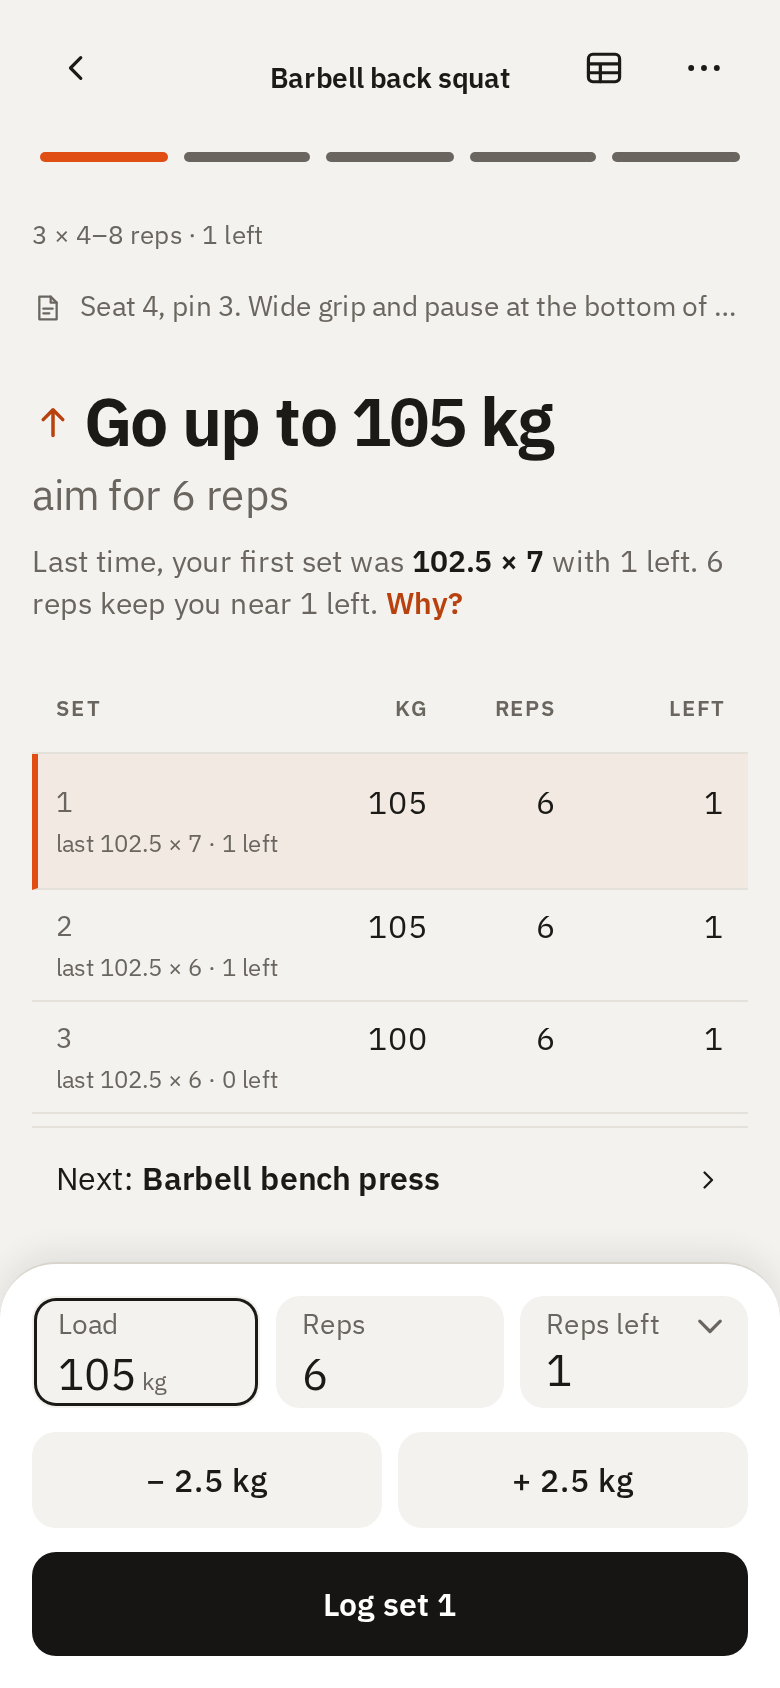 Barbell back squat
3 × 4–8 reps · 1 left
Seat 4, pin 3. Wide grip and pause at the bottom of ...
↑ Go up to 105 kg
aim for 6 reps
Last time, your first set was 102.5 × 7 with 1 left. 6
reps keep you near 1 left. Why?
SET KG REPS LEFT
1 105 6 1
last 102.5 × 7 · 1 left
2 105 6 1
last 102.5 × 6 · 1 left
3 100 6 1
last 102.5 × 6 · 0 left
Next: Barbell bench press
Load Reps Reps left
105 kg 6 1
− 2.5 kg + 2.5 kg
Log set 1